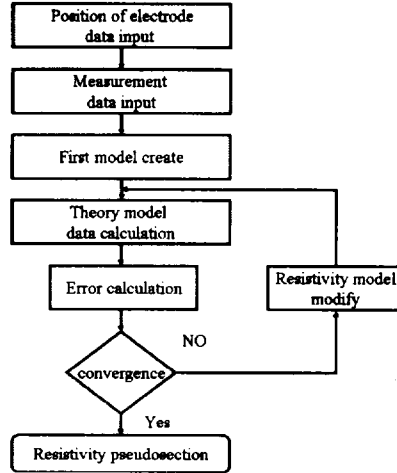 Position of electrode
data input
Measurement
data input
First model create
Theory model
data calculation
Error calculation
Resistivity model
modify
NO
convergence
Yes
Resistivity pseudosection